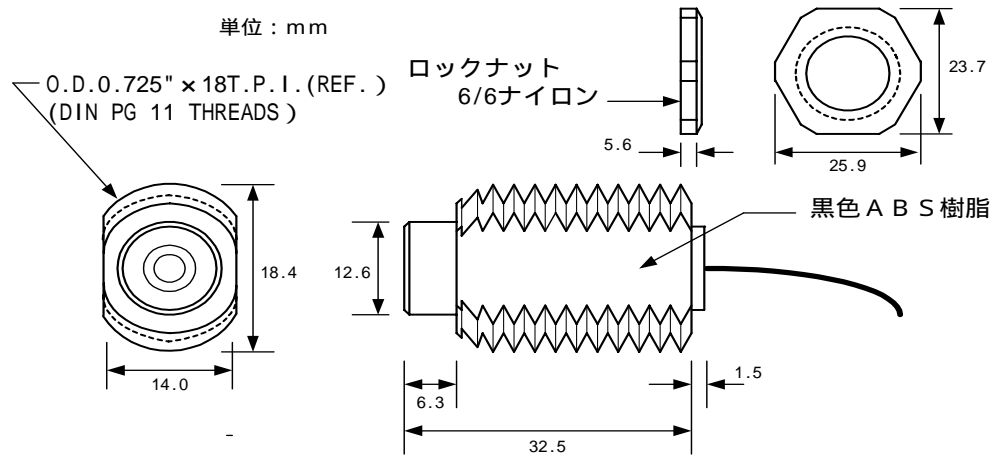 単位：mm
O.D.0.725" × 18T.P.I.(REF.)
(DIN PG 11 THREADS)
ロックナット
6/6ナイロン
5.6
23.7
25.9
黒色ＡＢＳ樹脂
18.4
14.0
12.6
6.3
1.5
32.5